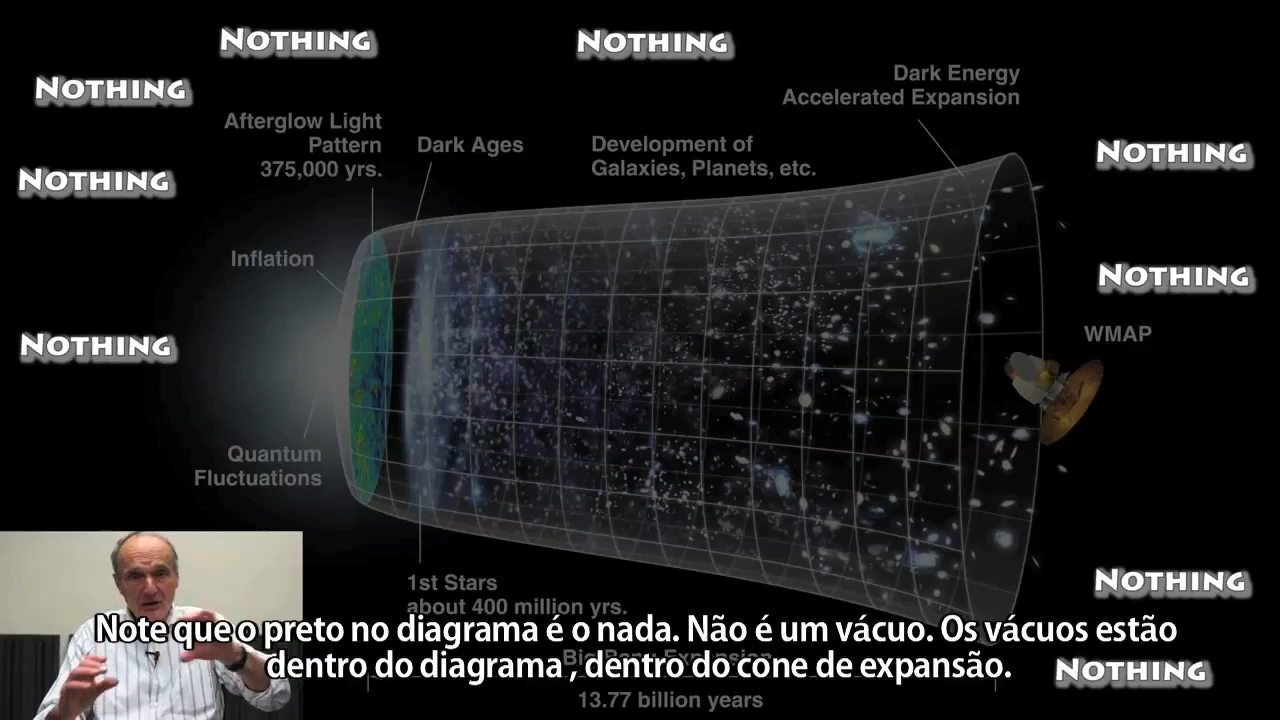 NOTHING
NOTHING
NOTHING
Dark Energy
Accelerated Expansion
Afterglow Light
Pattern
375,000 yrs.
Dark Ages
Development of
Galaxies, Planets, etc.
NOTHING
NOTHING
Inflation
NOTHING
WMAP
NOTHING
Quantum
Fluctuations
1st Stars
about 400 million yrs.
NOTHING
Note que o preto no diagrama é o nada. Não é um vácuo. Os vácuos estão
dentro do diagrama , dentro do cone de expansão.
Big Bang Expansion
NOTHING
13.77 billion years